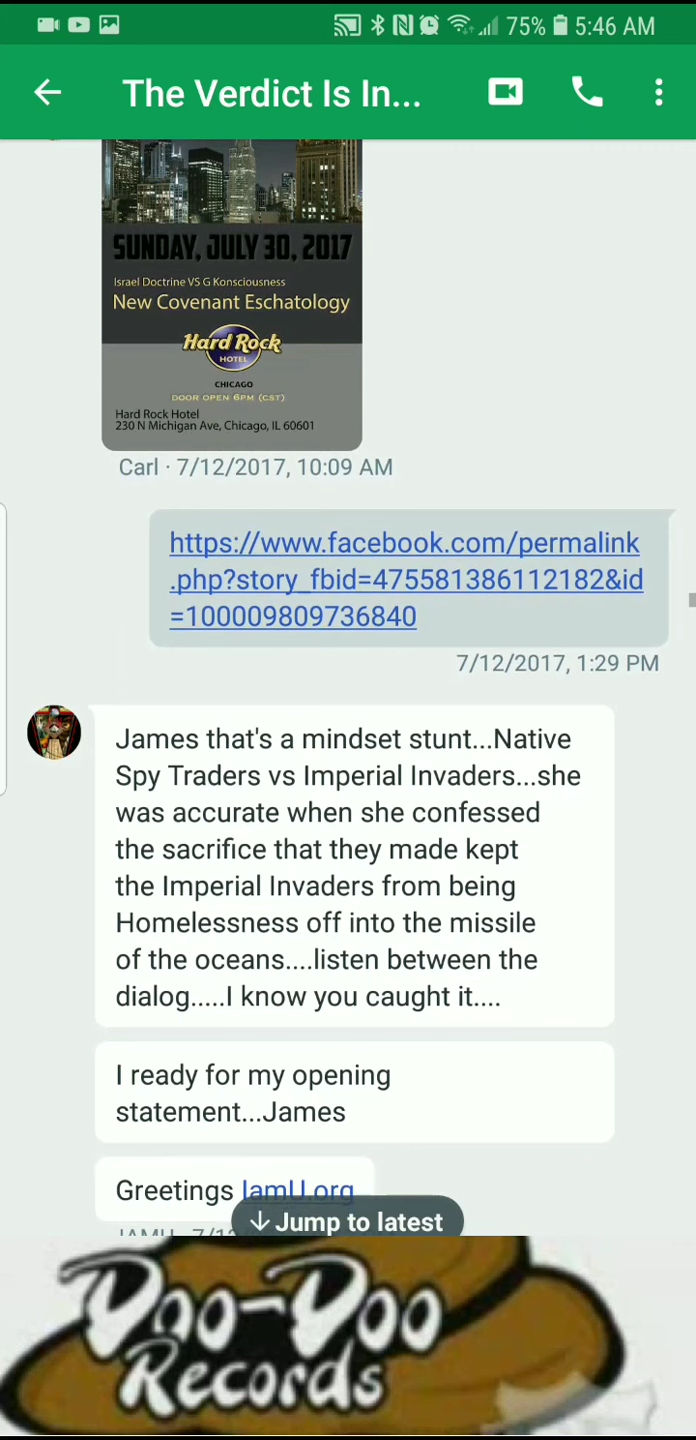 75% 5:46 AM
The Verdict Is In...
SUNDAY, JULY 30, 2017
Israel Doctrine VS G Konsciousness
New Covenant Eschatology
Hard Rock
HOTEL
CHICAGO
DOOR OPEN 6PM (CST)
Hard Rock Hotel
230 N Michigan Ave, Chicago, IL 60601
Carl · 7/12/2017, 10:09 AM
https://www.facebook.com/permalink
.php?story_fbid=475581386112182&id
=100009809736840
7/12/2017, 1:29 PM
James that's a mindset stunt...Native
Spy Traders vs Imperial Invaders...she
was accurate when she confessed
the sacrifice that they made kept
the Imperial Invaders from being
Homelessness off into the missile
of the oceans....listen between the
dialog.....I know you caught it....
I ready for my opening
statement...James
Greetings IamU.org
Jump to latest
Doo-Doo
Records